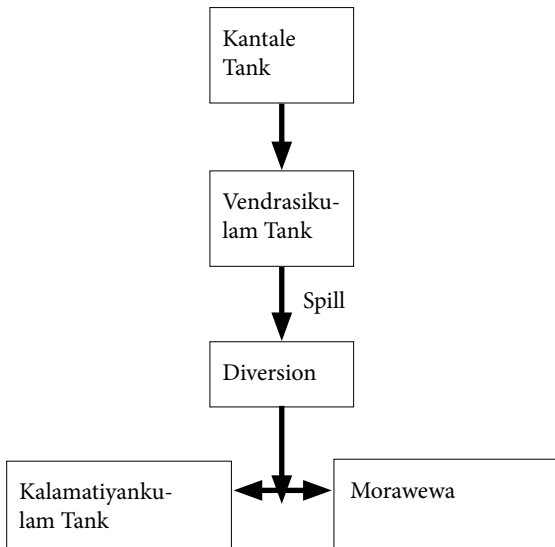 Kantale
Tank
Vendrasiku-
lam Tank
Spill
Diversion
Kalamatiyanku-
lam Tank
Morawewa